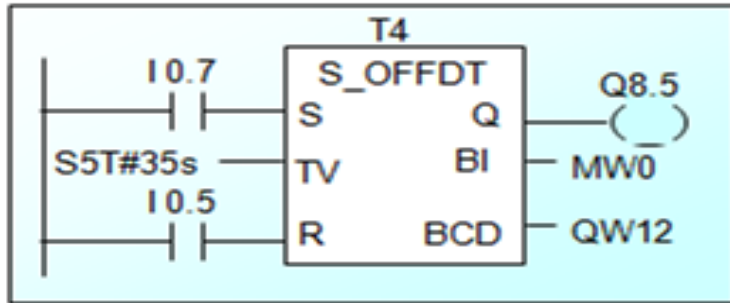 T4
I 0.7
S_OFFDT
Q8.5
S
Q
S5T#35s
TV
BI
MW0
I 0.5
R
BCD
QW12